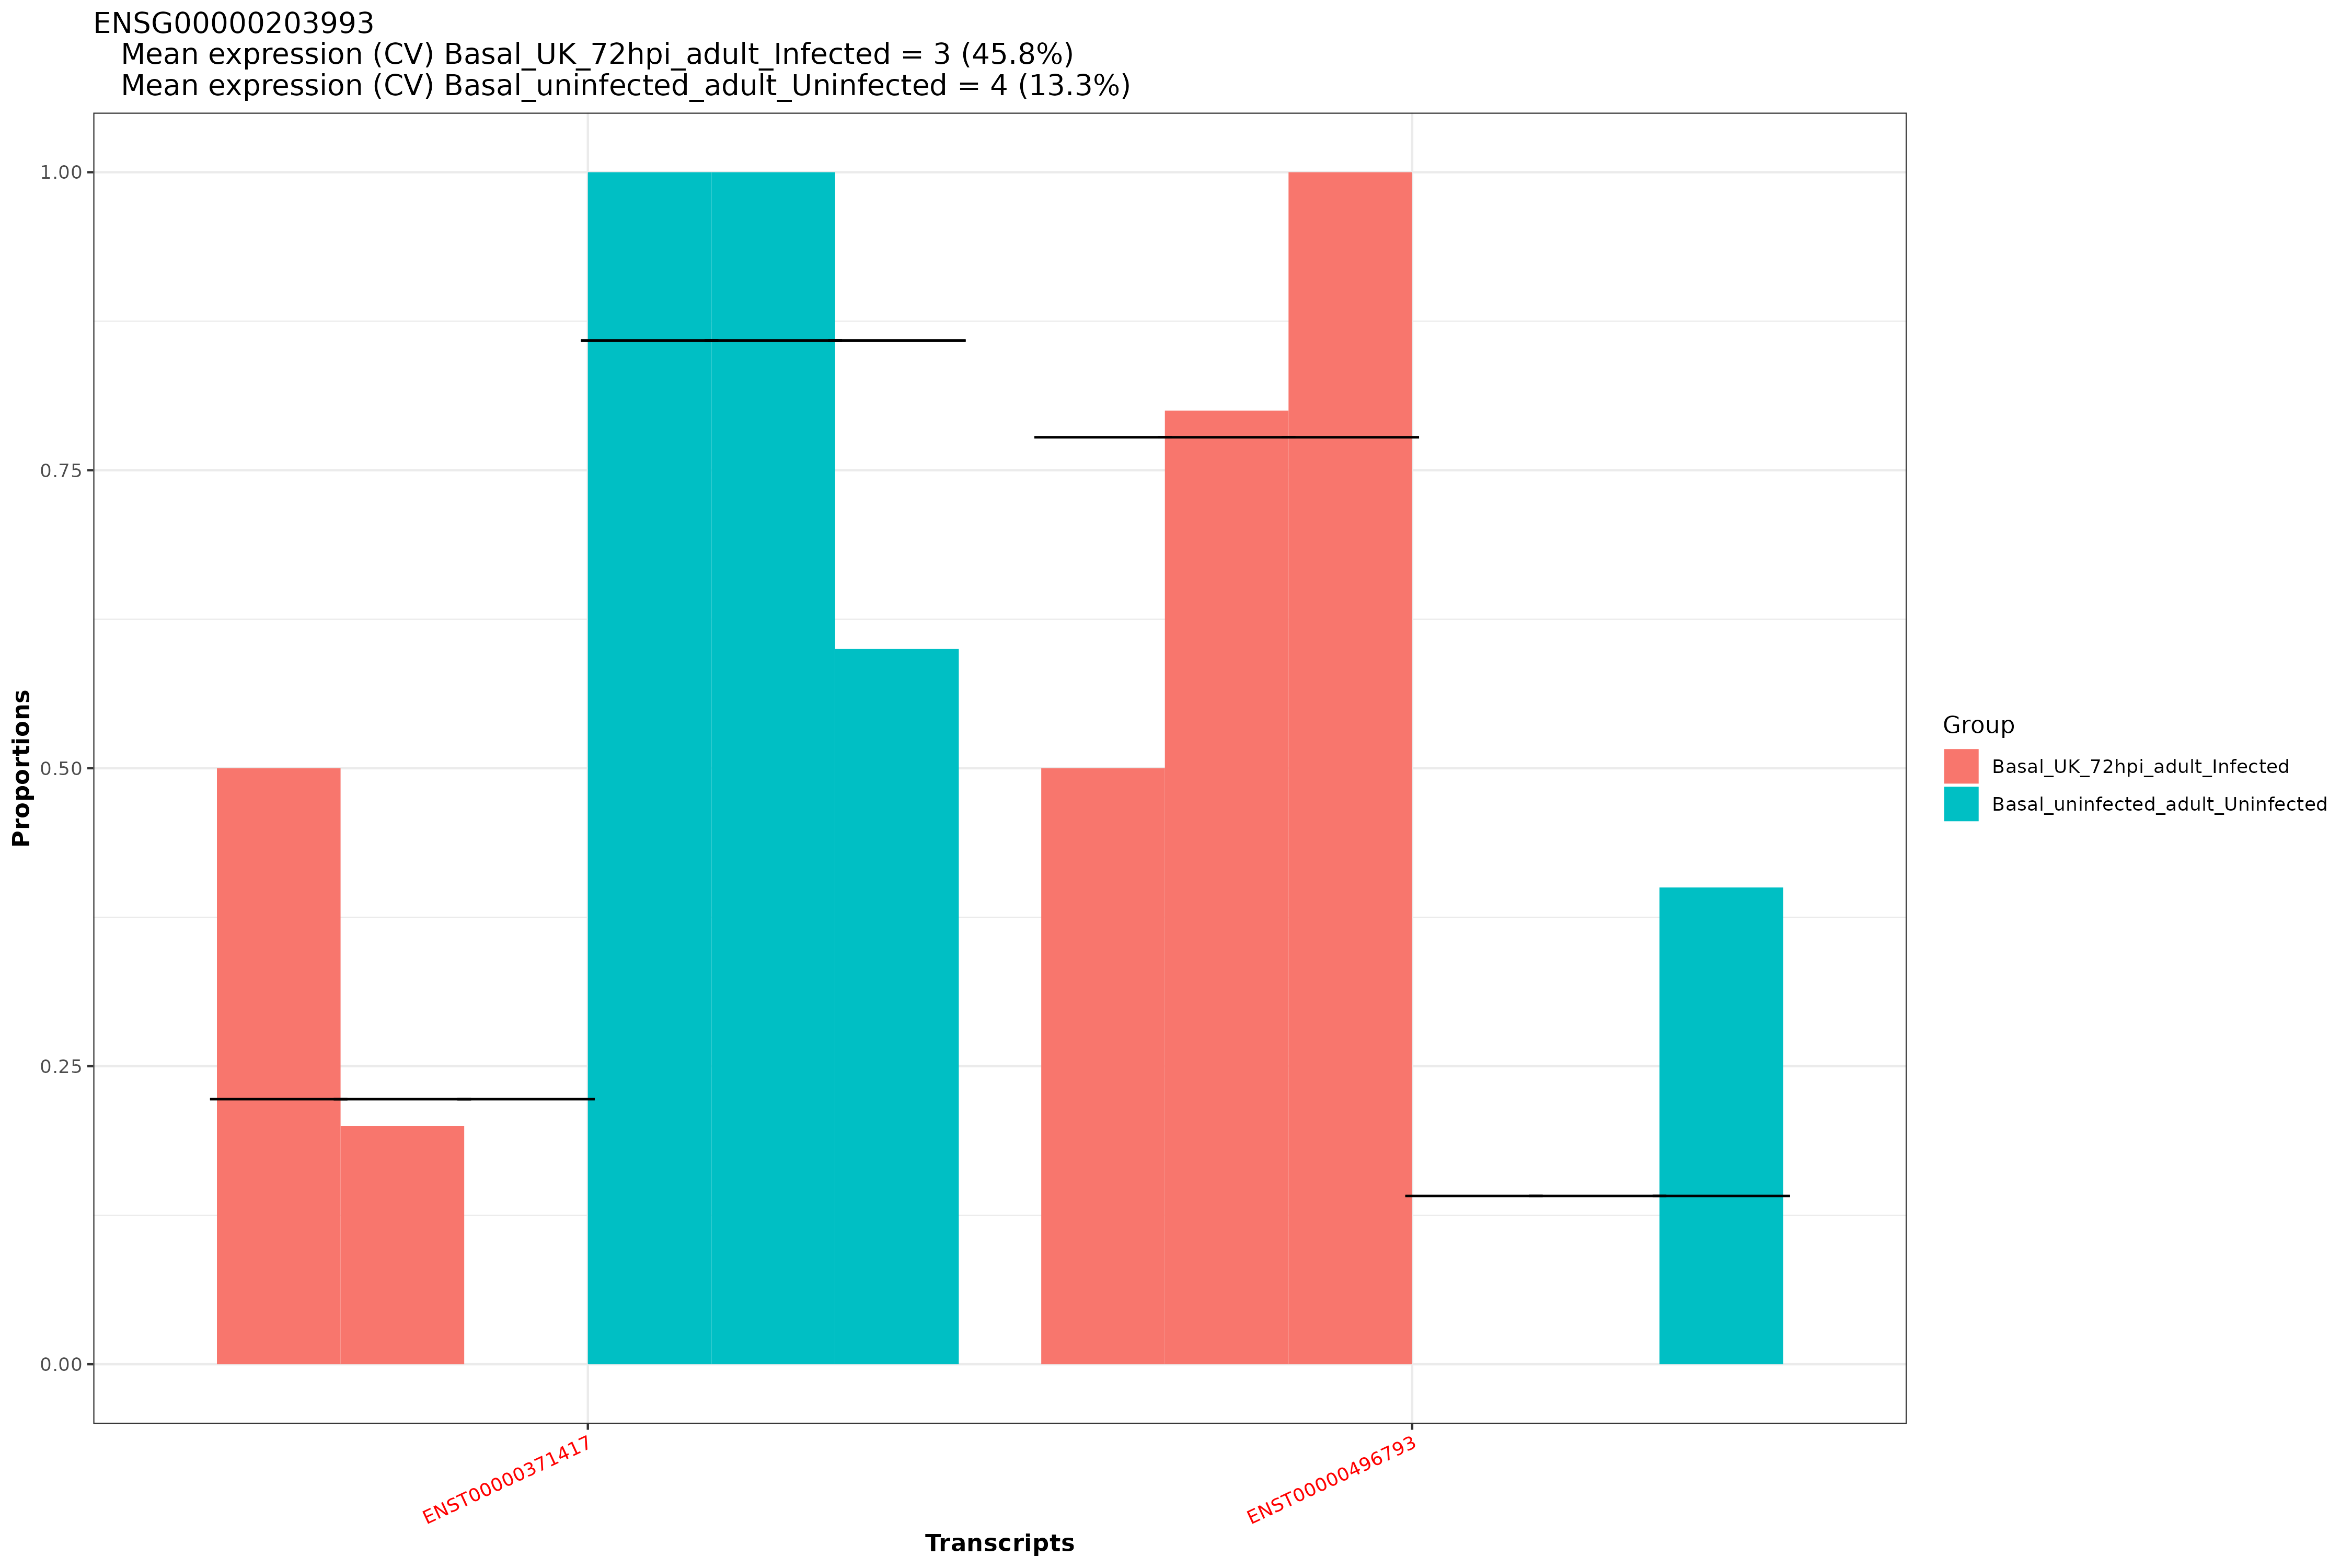 ENSG00000203993
Mean expression (CV) Basal_UK_72hpi_adult_Infected = 3 (45.8%)
Mean expression (CV) Basal_uninfected_adult_Uninfected = 4 (13.3%)
1.00
0.75
0.50
0.25
0.00
Proportions
ENST00000371417
ENST00000496793
Transcripts
Group
Basal_UK_72hpi_adult_Infected
Basal_uninfected_adult_Uninfected